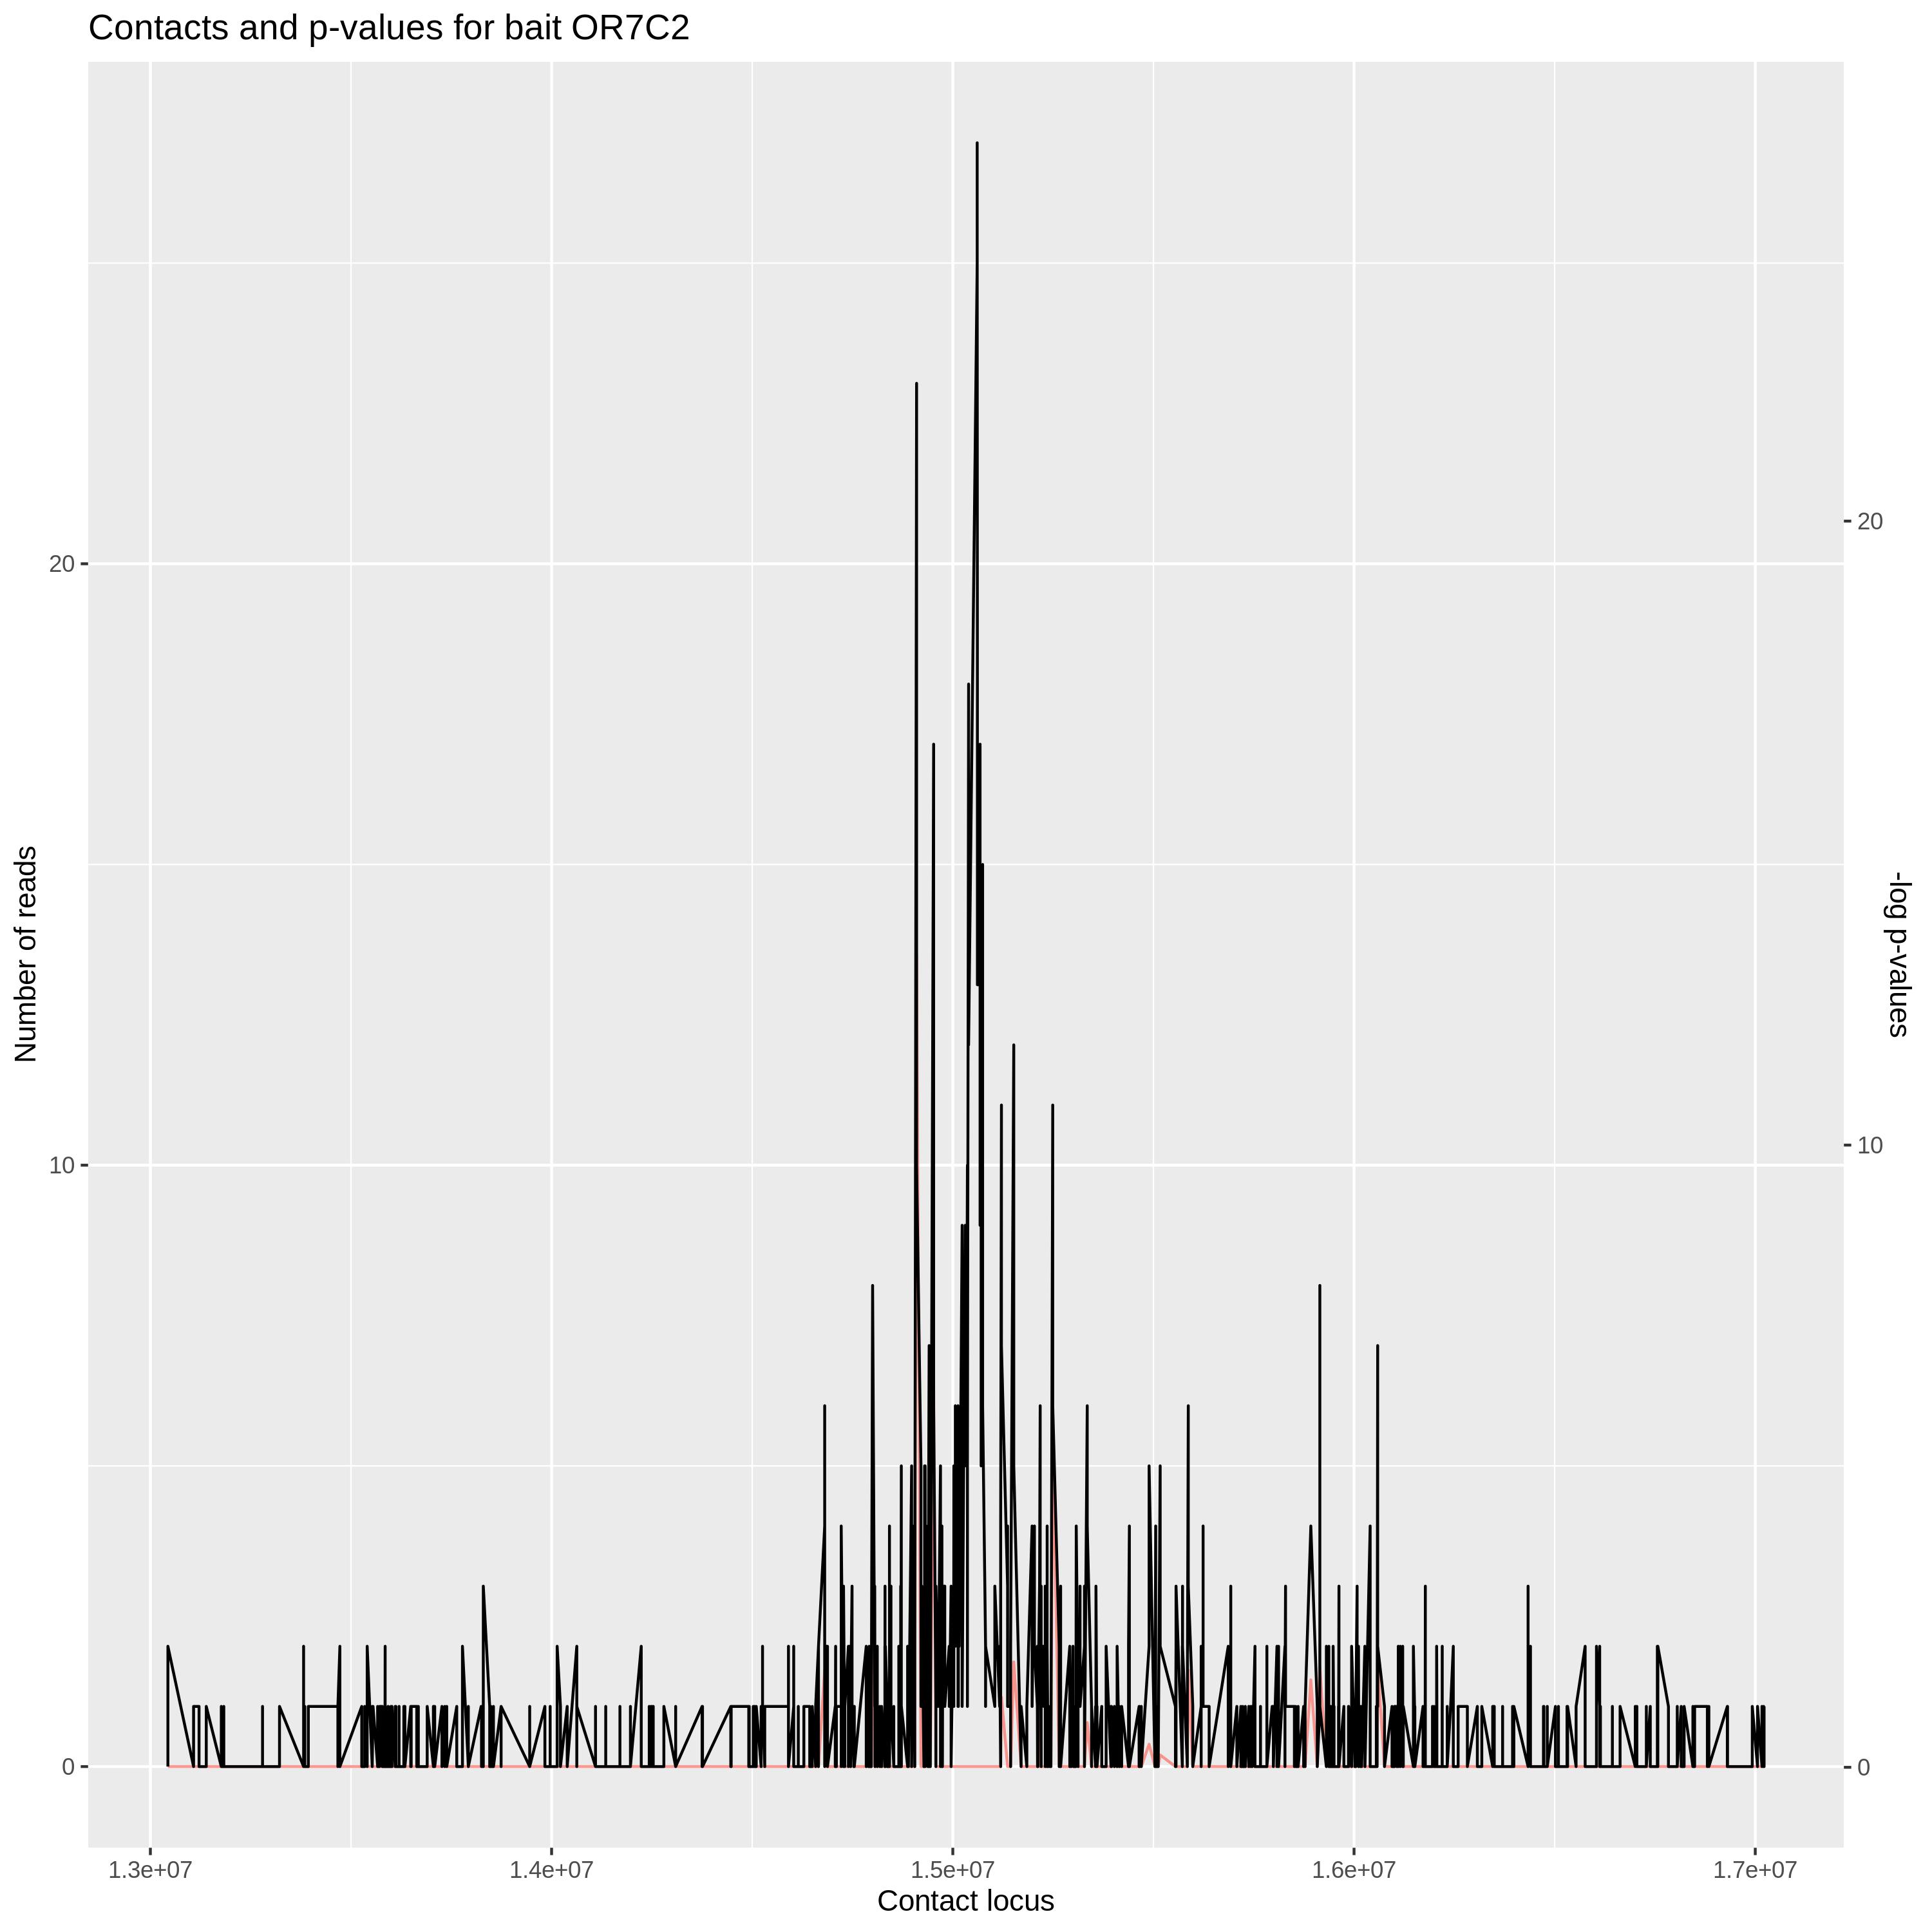 Contacts and p-values for bait OR7C2
Number of reads
20
10
0
20
10
0
-log p-values
1.3e+07 1.4e+07 1.5e+07 1.6e+07 1.7e+07
Contact locus